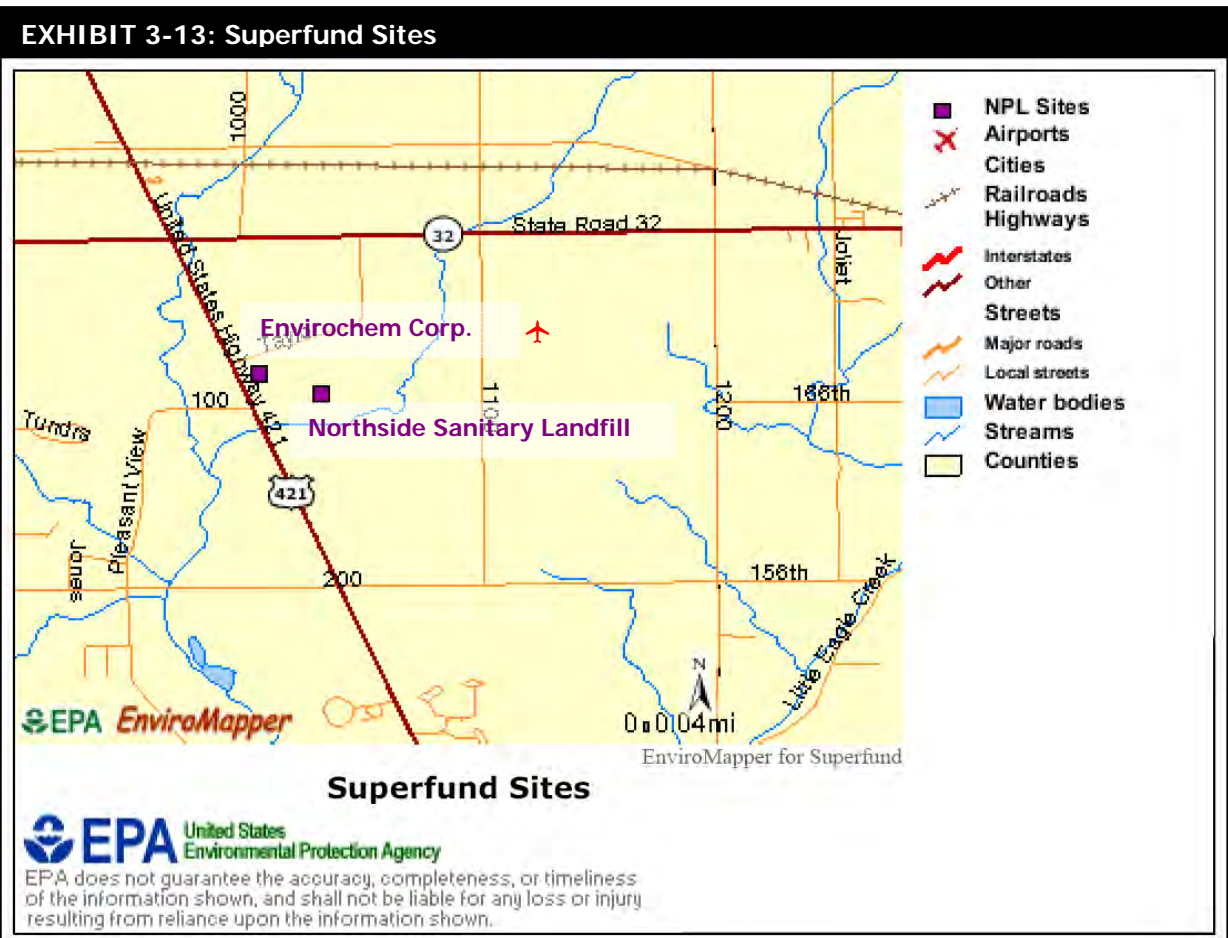 EXHIBIT 3-13: Superfund Sites
1000
United States Highway 421
32
State Road 32
Joliet
Envirochem Corp.
100
1100
1200
166th
Northside Sanitary Landfill
Tundra
Pleasant View
421
Jones
200
156th
Little Eagle Creek
N
EPA EnviroMapper
EnviroMapper for Superfund
NPL Sites
Airports
Cities
Railroads
Highways
Interstates
Other
Streets
Major roads
Local streets
Water bodies
Streams
Counties
Superfund Sites
EPA United States
Environmental Protection Agency
EPA does not guarantee the accuracy, completeness, or timeliness
of the information shown, and shall not be liable for any loss or injury
resulting from reliance upon the information shown.